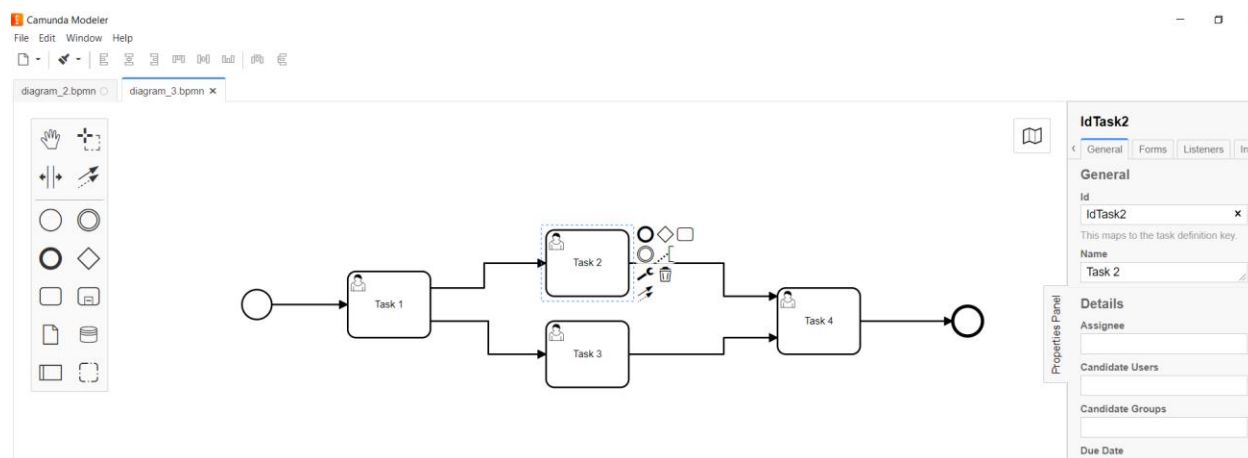 Camunda Modeler
File Edit Window Help
diagram_2.bpmn
diagram_3.bpmn
IdTask2
General Forms Listeners In
General
Id
IdTask2
This maps to the task definition key.
Name
Task 2
Details
Assignee
Candidate Users
Candidate Groups
Due Date
Properties Panel
Task 1
Task 2
Task 3
Task 4